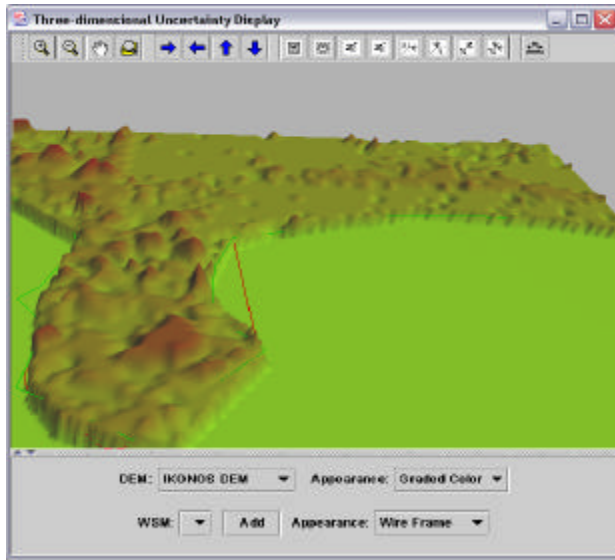 Three-dimensional Uncertainty Display
DEM: IKONOS DEM Appearance: Graded Color
WSM: Add Appearance: Wire Frame